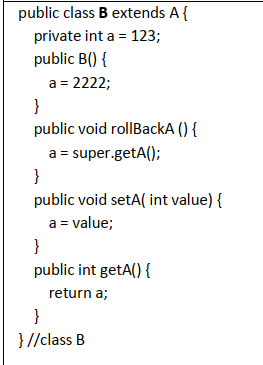 public class B extends A {
private int a = 123;
public B() {
a = 2222;
}
public void rollBackA () {
a = super.getA();
}
public void setA( int value) {
a = value;
}
public int getA() {
return a;
}
} //class B